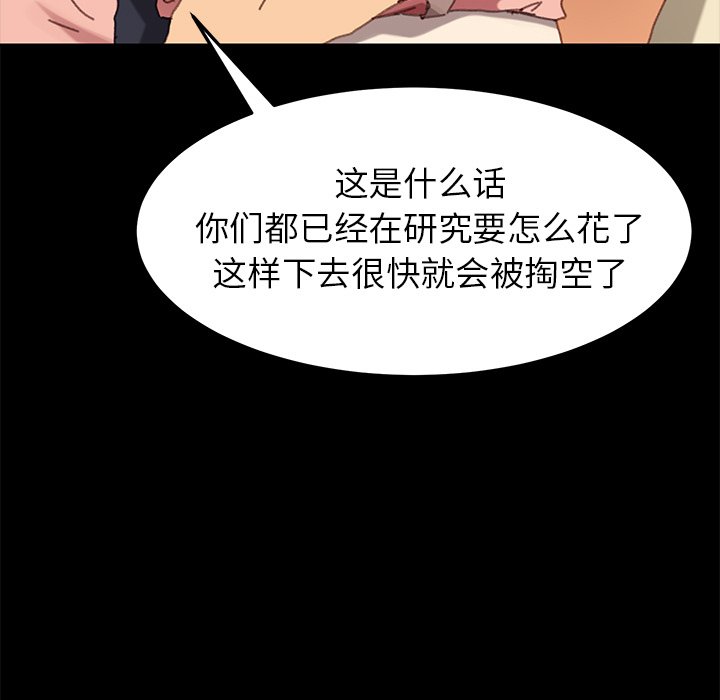 这是什么话
你们都已经在研究要怎么花了
这样下去很快就会被掏空了